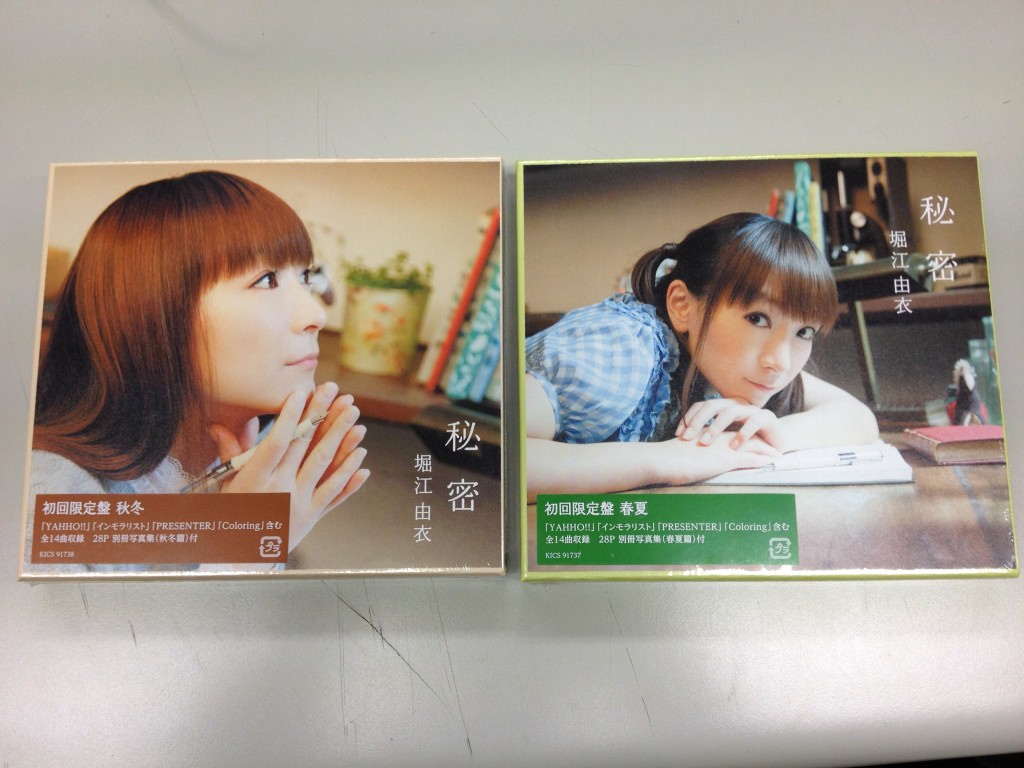 秘密
堀江由衣
初回限定盤 秋冬
「YAHHO!!」「インモラリスト」「PRESENTER」「Coloring」含む
全14曲収録 28P 別冊写真集(秋冬篇)付
KICS 91738
プラ
秘密
堀江由衣
初回限定盤 春夏
「YAHHO!!」「インモラリスト」「PRESENTER」「Coloring」含む
全14曲収録 28P 別冊写真集(春夏篇)付
KICS 91737
プラ